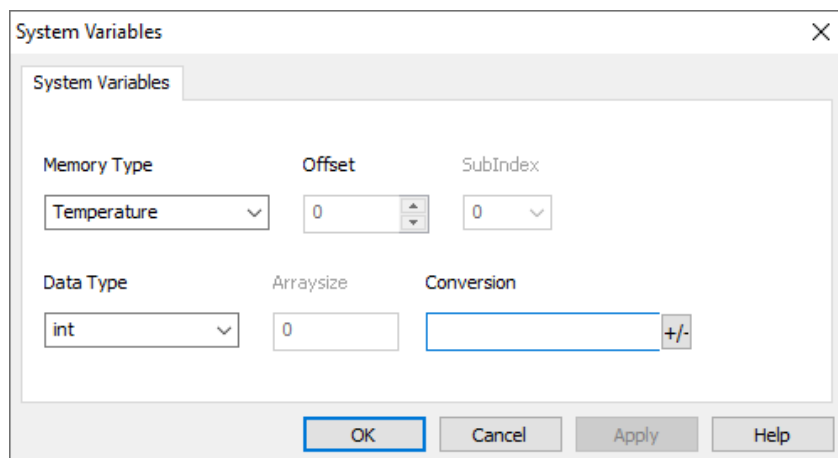 System Variables
System Variables
Memory Type Offset SubIndex
Temperature 0 0
Data Type Arraysize Conversion
int 0 +/-
OK Cancel Apply Help